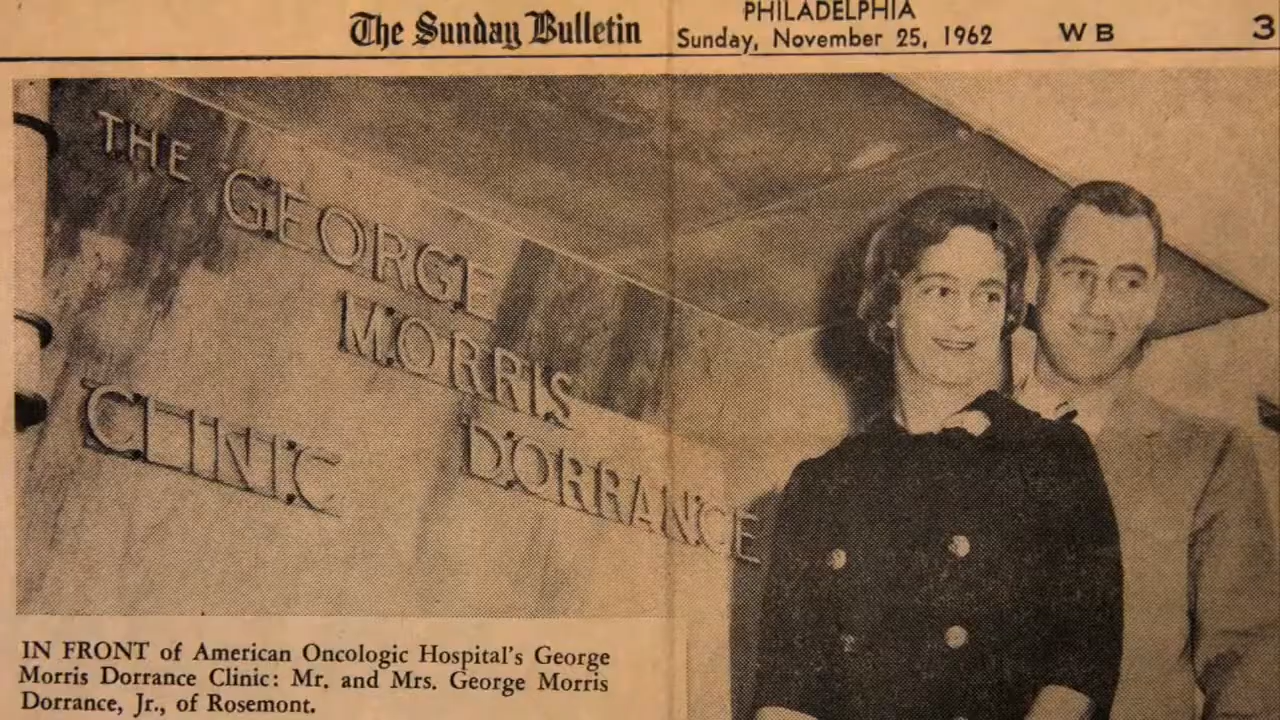 The Sunday Bulletin
PHILADELPHIA
Sunday, November 25, 1962
W B
3
THE GEORGE
MORRIS
DORRANCE
CLINIC
IN FRONT of American Oncologic Hospital's George
Morris Dorrance Clinic: Mr. and Mrs. George Morris
Dorrance, Jr., of Rosemont.